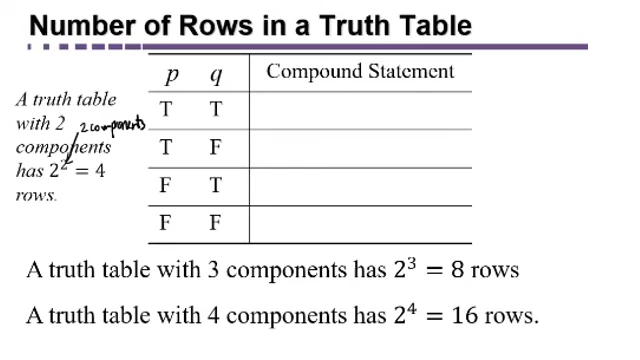 Number of Rows in a Truth Table
p q Compound Statement
A truth table
with 2 2 components
components
has 2² = 4
rows.
T T
T F
F T
F F
A truth table with 3 components has 2³ = 8 rows
A truth table with 4 components has 2⁴ = 16 rows.